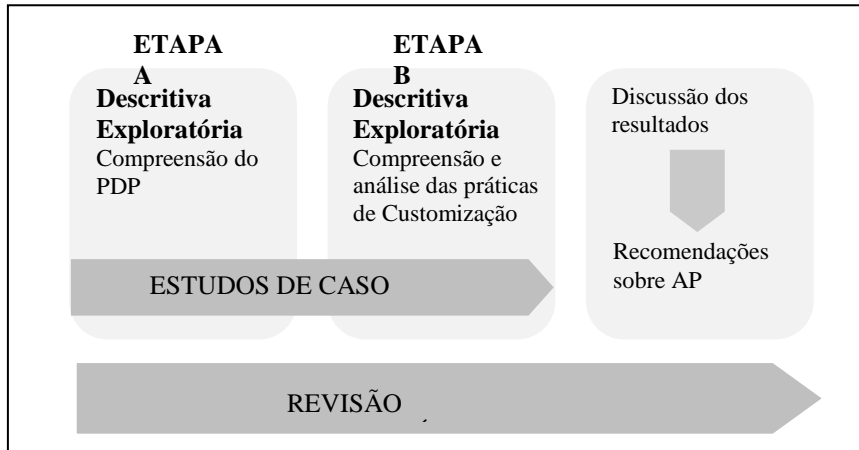 ETAPA
A
Descritiva
Exploratória
Compreensão do
PDP
ETAPA
B
Descritiva
Exploratória
Compreensão e
análise das práticas
de Customização
Discussão dos
resultados
Recomendações
sobre AP
ESTUDOS DE CASO
REVISÃO